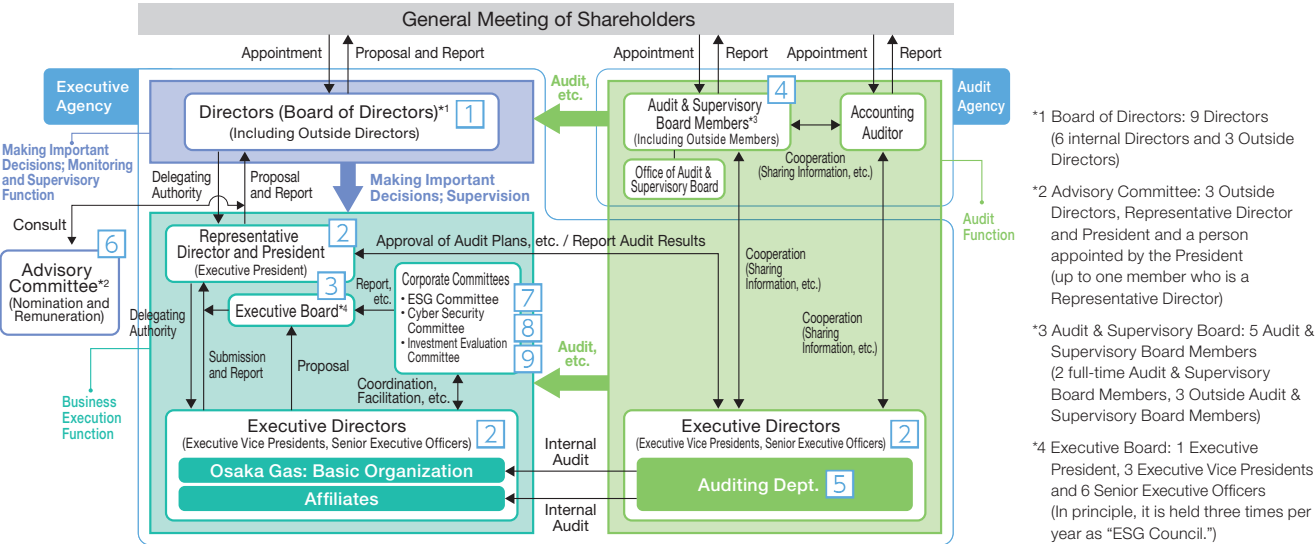 General Meeting of Shareholders
Appointment
Proposal and Report
Appointment
Report
Appointment
Report
Executive
Agency
Directors (Board of Directors)*1
(Including Outside Directors)
1
Audit,
etc.
4
Audit & Supervisory
Board Members*3
(Including Outside Members)
Office of Audit &
Supervisory Board
Accounting
Auditor
Audit
Agency
Cooperation
(Sharing Information, etc.)
Making Important
Decisions; Monitoring
and Supervisory
Function
Delegating
Authority
Proposal
and Report
Making Important
Decisions; Supervision
Audit
Function
Consult
6
Advisory
Committee*2
(Nomination and
Remuneration)
Representative
Director and President
(Executive President)
2
Approval of Audit Plans, etc. / Report Audit Results
3
Executive Board*4
Report,
etc.
Corporate Committees
• ESG Committee
• Cyber Security
Committee
• Investment Evaluation
Committee
7
8
9
Cooperation
(Sharing
Information, etc.)
Cooperation
(Sharing
Information, etc.)
Delegating
Authority
Submission
and Report
Proposal
Coordination,
Facilitation, etc.
Audit,
etc.
Business
Execution
Function
Executive Directors
(Executive Vice Presidents, Senior Executive Officers)
2
Osaka Gas: Basic Organization
Affiliates
Internal
Audit
Internal
Audit
Executive Directors
(Executive Vice Presidents, Senior Executive Officers)
2
Auditing Dept.
5
*1 Board of Directors: 9 Directors
(6 internal Directors and 3 Outside
Directors)
*2 Advisory Committee: 3 Outside
Directors, Representative Director
and President and a person
appointed by the President
(up to one member who is a
Representative Director)
*3 Audit & Supervisory Board: 5 Audit &
Supervisory Board Members
(2 full-time Audit & Supervisory
Board Members, 3 Outside Audit &
Supervisory Board Members)
*4 Executive Board: 1 Executive
President, 3 Executive Vice Presidents
and 6 Senior Executive Officers
(In principle, it is held three times per
year as “ESG Council.”)